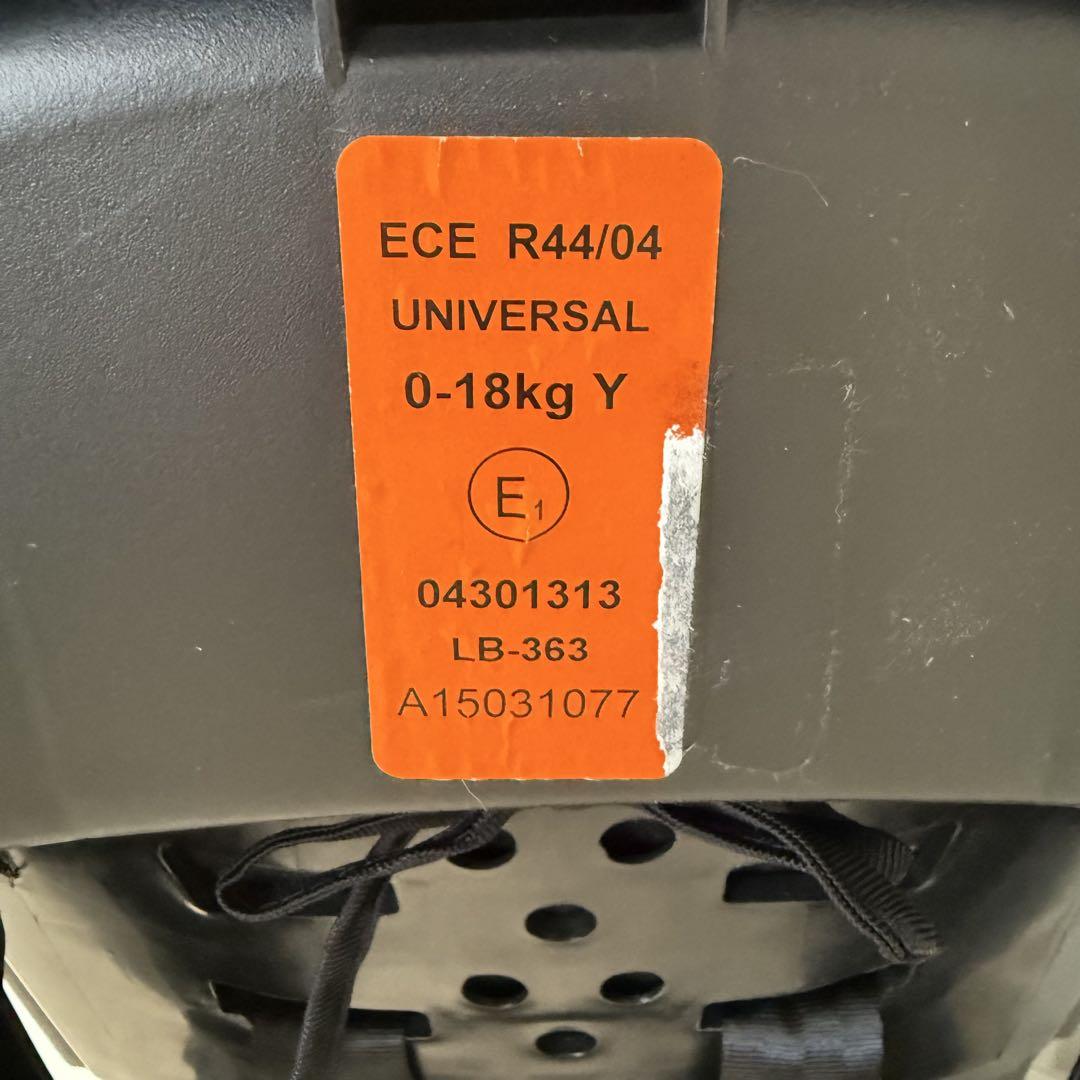 ECE R44/04
UNIVERSAL
0-18kg Y
E1
04301313
LB-363
A15031077